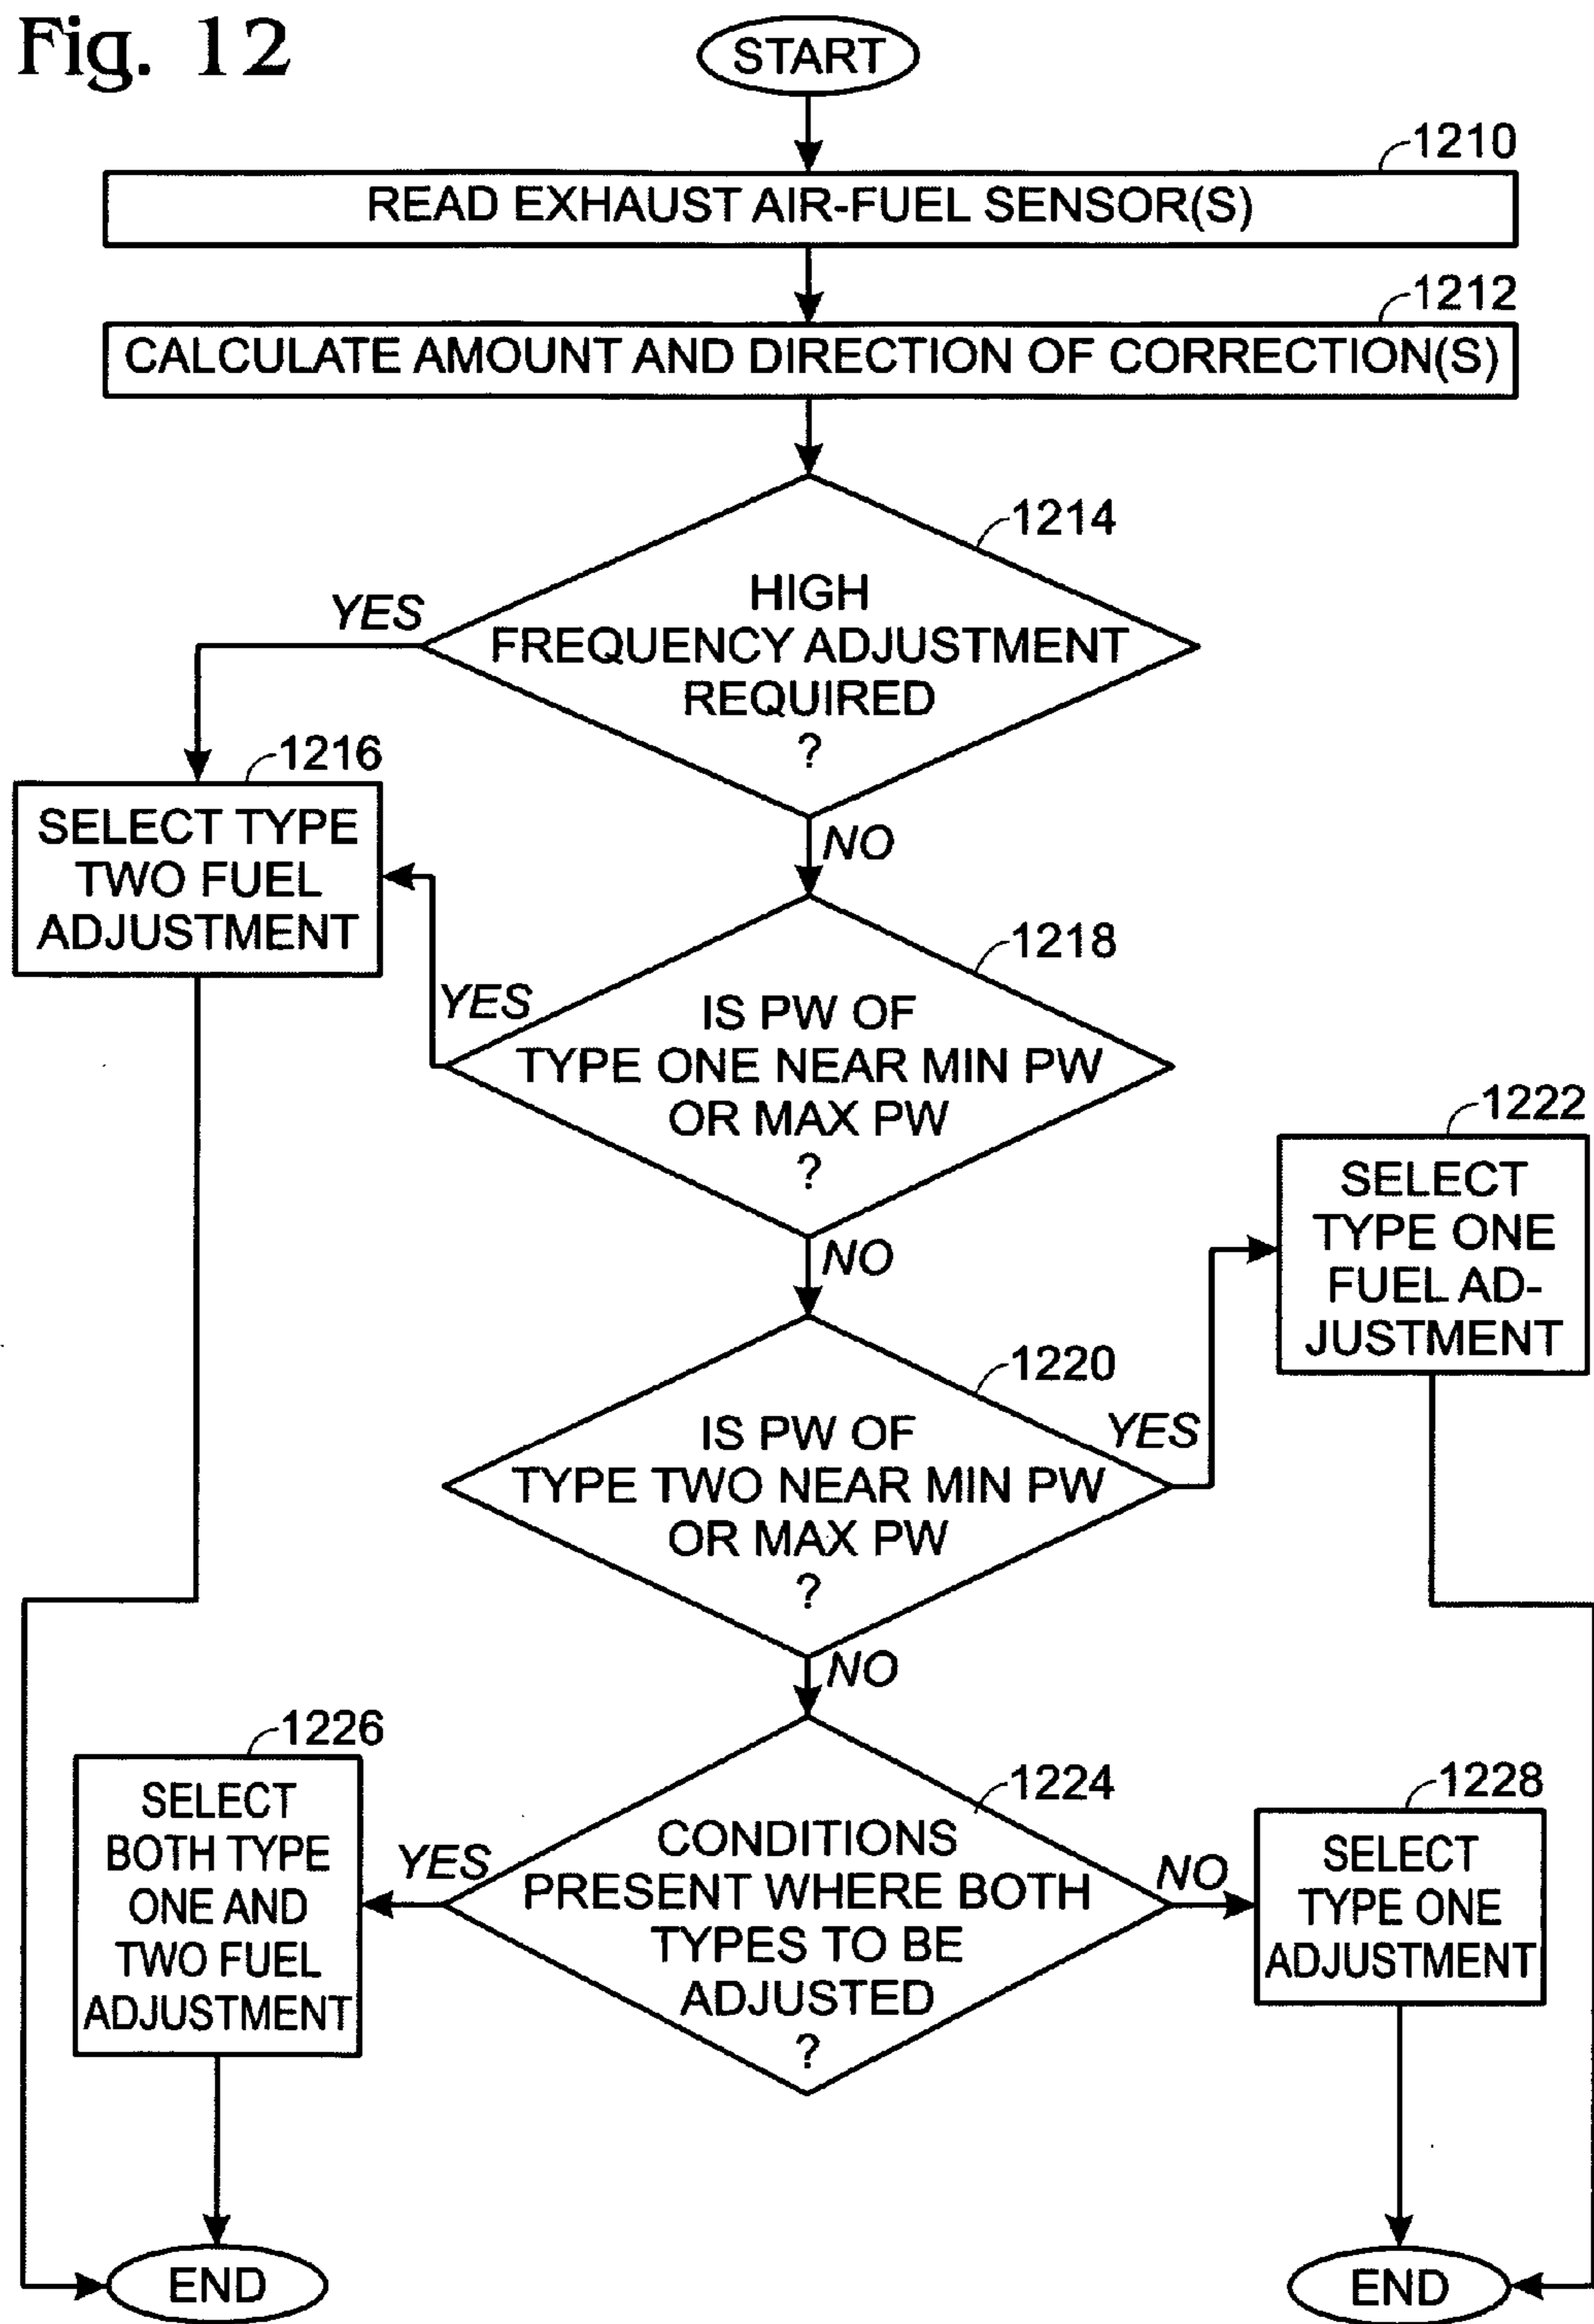 Fig. 12
START
1210
READ EXHAUST AIR-FUEL SENSOR(S)
1212
CALCULATE AMOUNT AND DIRECTION OF CORRECTION(S)
1214
HIGH
FREQUENCY ADJUSTMENT
REQUIRED
?
YES
NO
1216
SELECT TYPE
TWO FUEL
ADJUSTMENT
1218
IS PW OF
TYPE ONE NEAR MIN PW
OR MAX PW
?
YES
NO
1222
SELECT
TYPE ONE
FUEL AD-
JUSTMENT
1220
IS PW OF
TYPE TWO NEAR MIN PW
OR MAX PW
?
YES
NO
1226
SELECT
BOTH TYPE
ONE AND
TWO FUEL
ADJUSTMENT
1224
CONDITIONS
PRESENT WHERE BOTH
TYPES TO BE
ADJUSTED
?
YES
NO
1228
SELECT
TYPE ONE
ADJUSTMENT
END
END